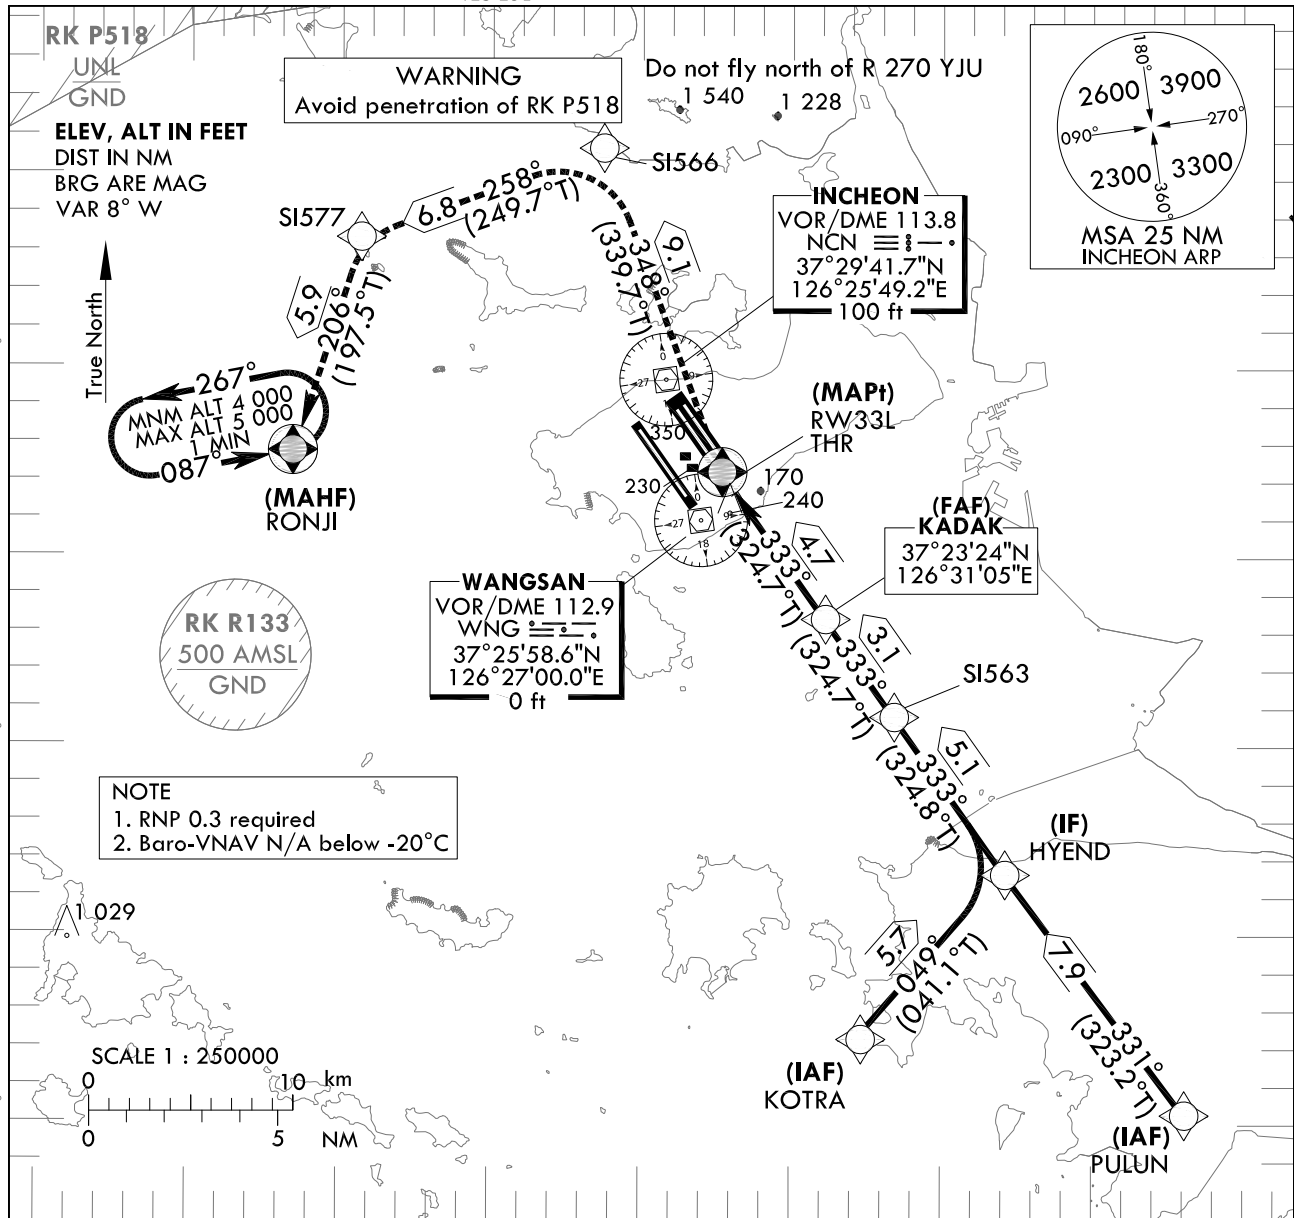 RK P518
UNL
GND
WARNING
Avoid penetration of RK P518
Do not fly north of R 270 YJU
1 540
1 228
180°
2600
3900
090°
270°
2300
3300
360°
MSA 25 NM
INCHEON ARP
ELEV, ALT IN FEET
DIST IN NM
BRG ARE MAG
VAR 8° W
True North
SI566
SI577
6.8
258°
(249.7°T)
5.9
206°
(197.5°T)
348°
(339.7°T)
9.1
INCHEON
VOR/DME 113.8
NCN
37°29'41.7"N
126°25'49.2"E
100 ft
267°
MNM ALT 4 000
MAX ALT 5 000
1 MIN
087°
(MAHF)
RONJI
0
27
9
350
(MAPt)
RW33L
THR
230
170
240
0
27
9
18
(FAF)
KADAK
37°23'24"N
126°31'05"E
4.7
333°
(324.7°T)
WANGSAN
VOR/DME 112.9
WNG
37°25'58.6"N
126°27'00.0"E
0 ft
RK R133
500 AMSL
GND
3.1
333°
(324.7°T)
SI563
5.1
333°
(324.8°T)
NOTE
1. RNP 0.3 required
2. Baro-VNAV N/A below -20°C
(IF)
HYEND
1 029
5.7
049°
(041.1°T)
7.9
331°
(323.2°T)
(IAF)
KOTRA
(IAF)
PULUN
SCALE 1 : 250000
0 10 km
0 5 NM